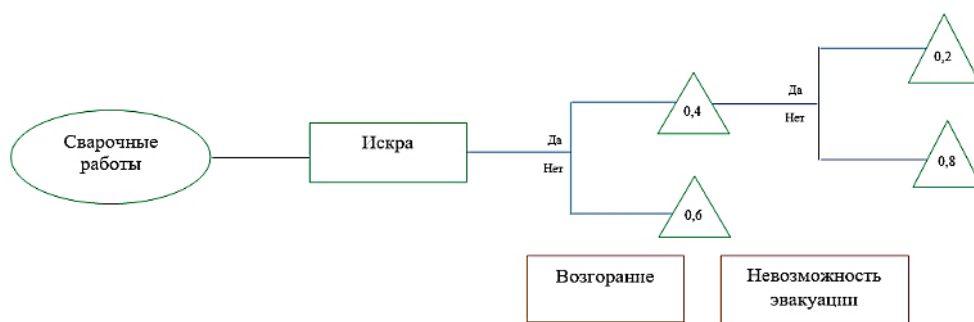 Сварочные
работы
Искра
Да
Нет
0,4
0,6
Да
Нет
0,2
0,8
Возгорание
Невозможность
эвакуации